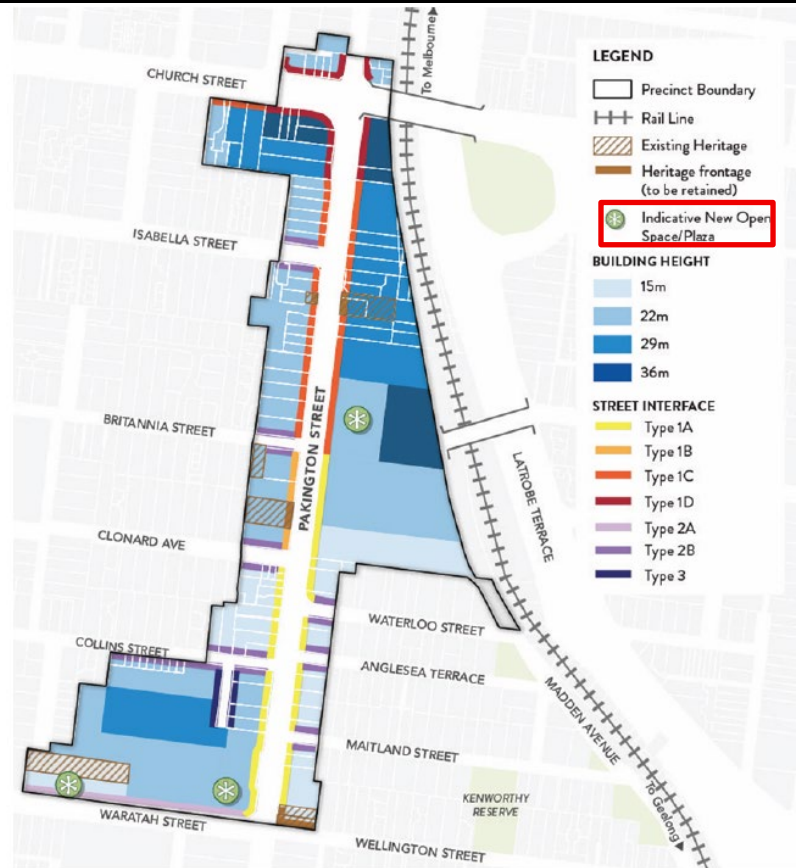 To Melbourne
CHURCH STREET
ISABELLA STREET
BRITANNIA STREET
PAKINGTON STREET
LATROBE TERRACE
CLONARD AVE
WATERLOO STREET
COLLINS STREET
ANGLESEA TERRACE
MADDEN AVENUE
MAITLAND STREET
To Geelong
KENWORTHY
RESERVE
WARATAH STREET
WELLINGTON STREET
LEGEND
Precinct Boundary
Rail Line
Existing Heritage
Heritage frontage
(to be retained)
Indicative New Open
Space/Plaza
BUILDING HEIGHT
15m
22m
29m
36m
STREET INTERFACE
Type 1A
Type 1B
Type 1C
Type 1D
Type 2A
Type 2B
Type 3